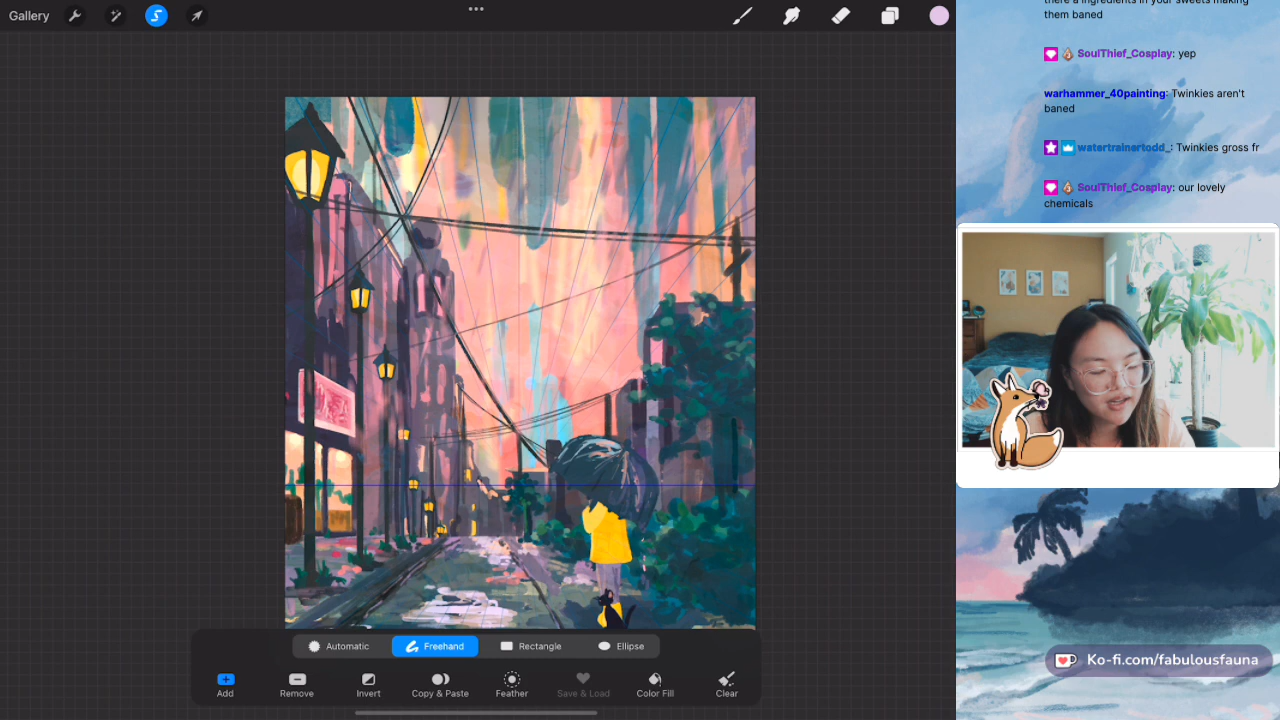 Gallery
there a ingredients in your sweets making
them baned
SoulThief_Cosplay: yep
warhammer_40painting: Twinkies aren't
baned
watertrainertodd_: Twinkies gross fr
SoulThief_Cosplay: our lovely
chemicals
Automatic
Freehand
Rectangle
Ellipse
Add
Remove
Invert
Copy & Paste
Feather
Save & Load
Color Fill
Clear
Ko-fi.com/fabulousfauna